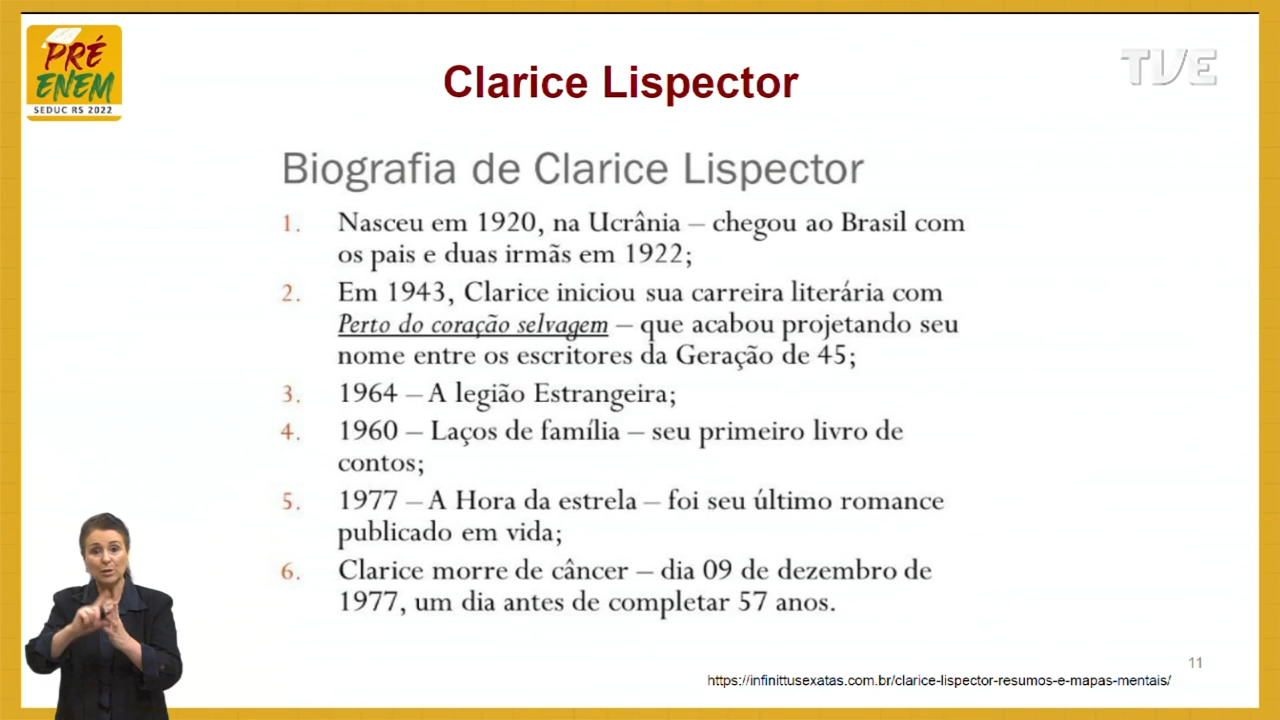 PRÉ
ENEM
SEDUC RS 2022
Clarice Lispector
TVE
Biografia de Clarice Lispector
1. Nasceu em 1920, na Ucrânia – chegou ao Brasil com
os pais e duas irmãs em 1922;
2. Em 1943, Clarice iniciou sua carreira literária com
Perto do coração selvagem – que acabou projetando seu
nome entre os escritores da Geração de 45;
3. 1964 – A legião Estrangeira;
4. 1960 – Laços de família – seu primeiro livro de
contos;
5. 1977 – A Hora da estrela – foi seu último romance
publicado em vida;
6. Clarice morre de câncer – dia 09 de dezembro de
1977, um dia antes de completar 57 anos.
11
https://infinittusexatas.com.br/clarice-lispector-resumos-e-mapas-mentais/